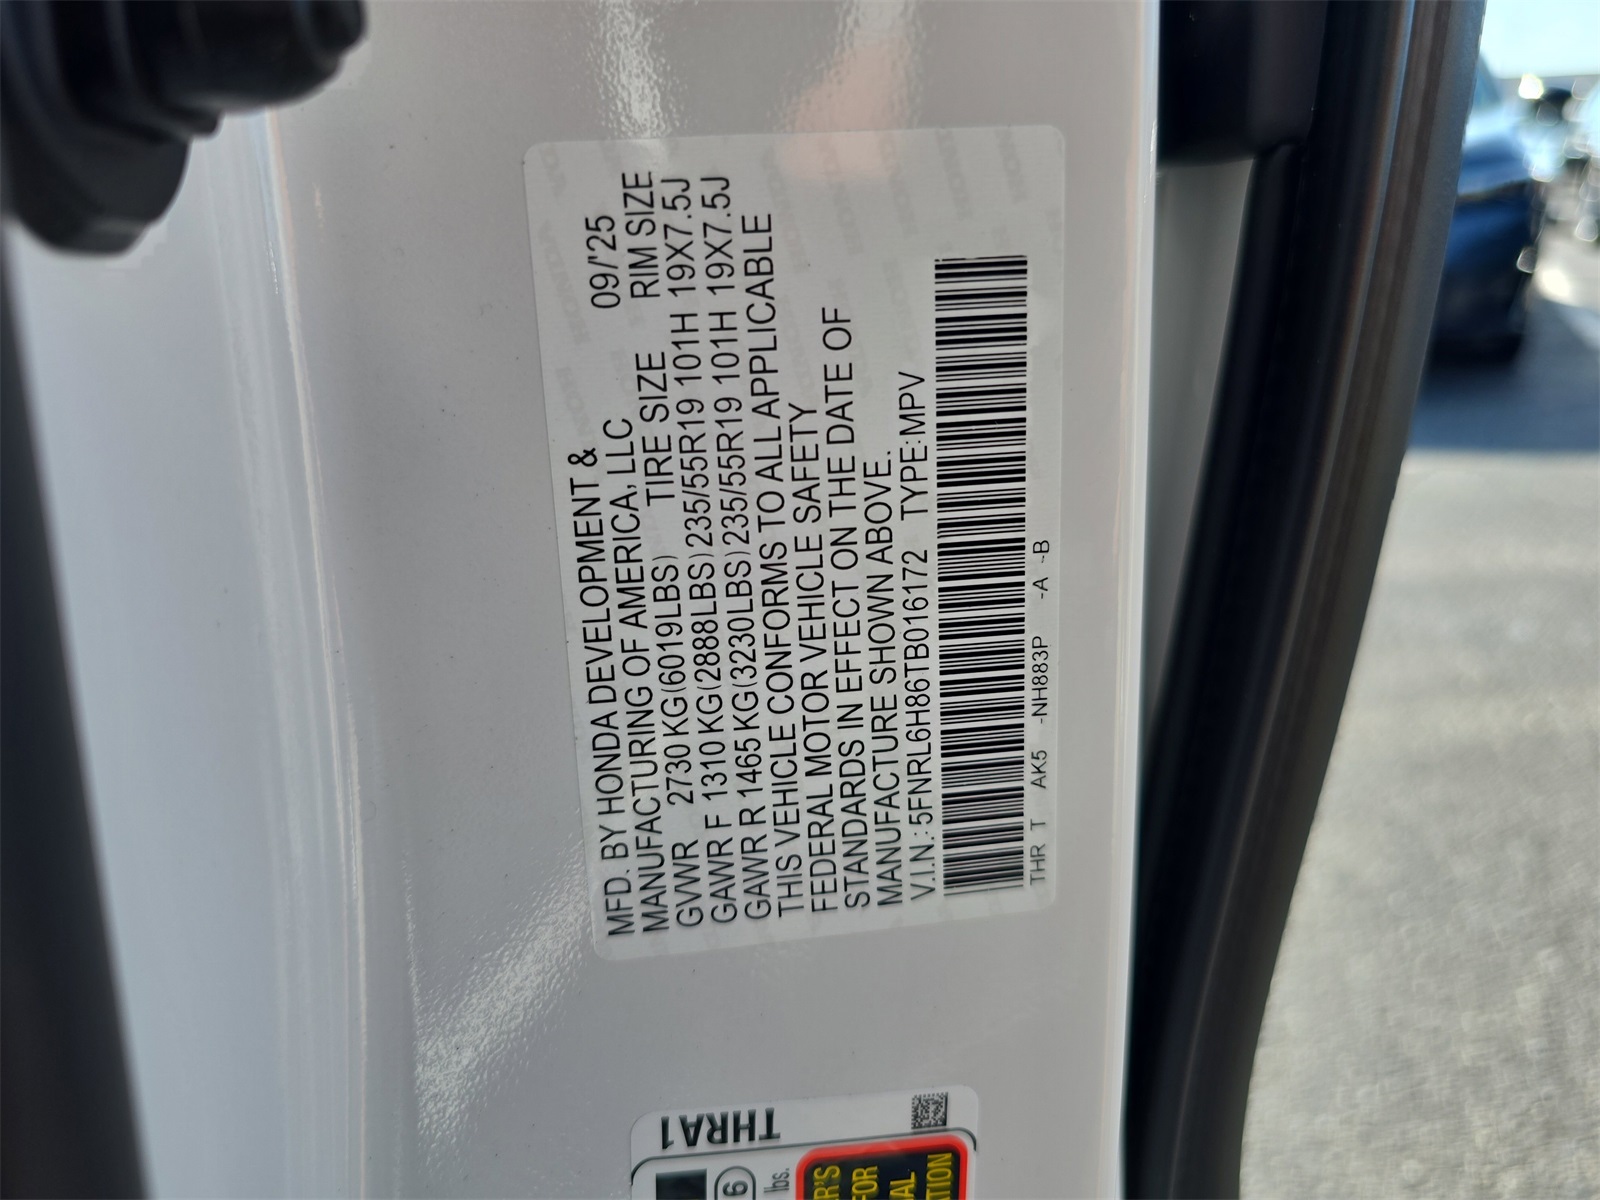 MFD. BY HONDA DEVELOPMENT &
MANUFACTURING OF AMERICA, LLC 09/'25
GVWR 2730 KG(6019LBS) TIRE SIZE RIM SIZE
GAWR F 1310 KG(2888LBS) 235/55R19 101H 19X7.5J
GAWR R 1465 KG(3230LBS) 235/55R19 101H 19X7.5J
THIS VEHICLE CONFORMS TO ALL APPLICABLE
FEDERAL MOTOR VEHICLE SAFETY
STANDARDS IN EFFECT ON THE DATE OF
MANUFACTURE SHOWN ABOVE.
V.I.N.:5FNRL6H86TB016172 TYPE:MPV
THR T AK5 -NH883P -A -B
THRA1
6
lbs.